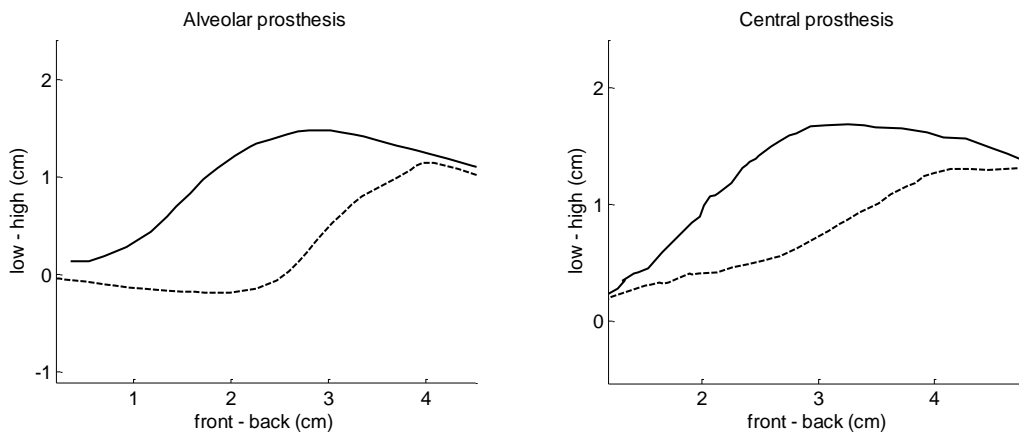 Alveolar prosthesis
2
1
0
-1
low - high (cm)
1 2 3 4
front - back (cm)
Central prosthesis
2
1
0
low - high (cm)
2 3 4
front - back (cm)